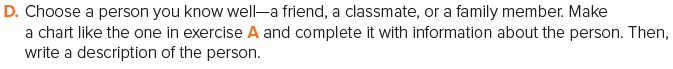 D. Choose a person you know well—a friend, a classmate, or a family member. Make
a chart like the one in exercise A and complete it with information about the person. Then,
write a description of the person.